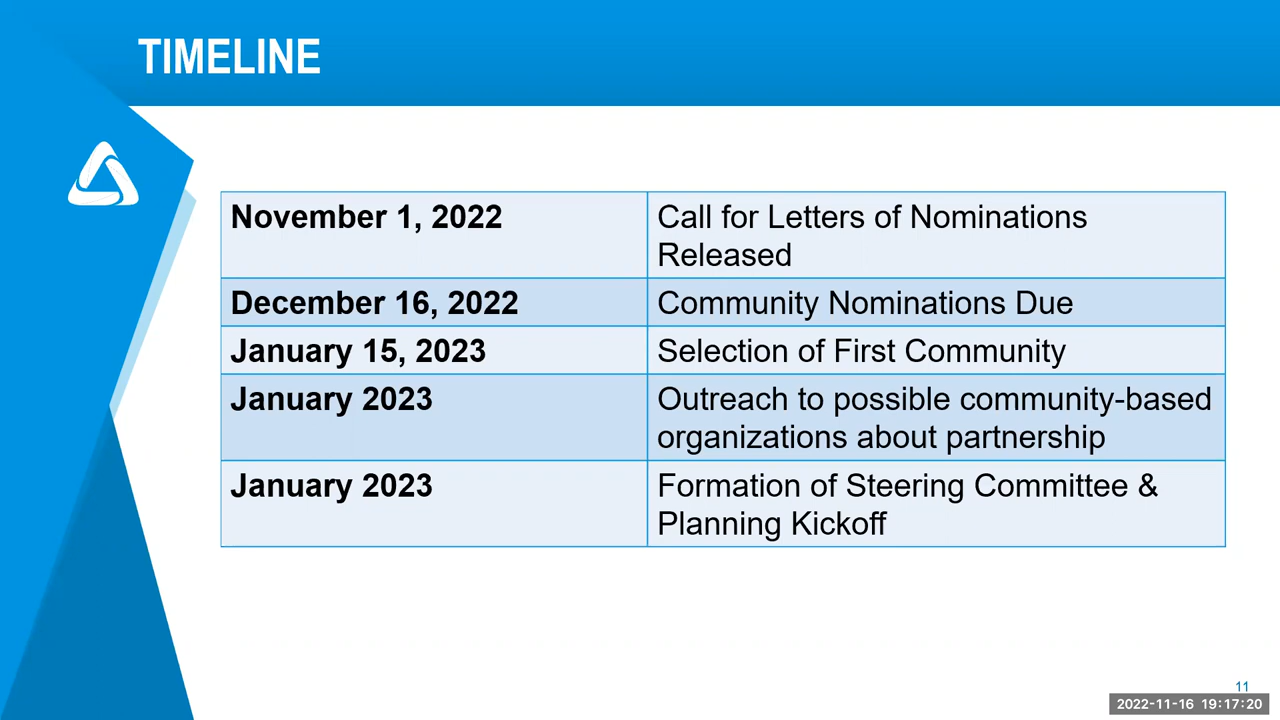 TIMELINE
November 1, 2022
Call for Letters of Nominations
Released
December 16, 2022
Community Nominations Due
January 15, 2023
Selection of First Community
January 2023
Outreach to possible community-based
organizations about partnership
January 2023
Formation of Steering Committee &
Planning Kickoff
11
2022-11-16 19:17:20